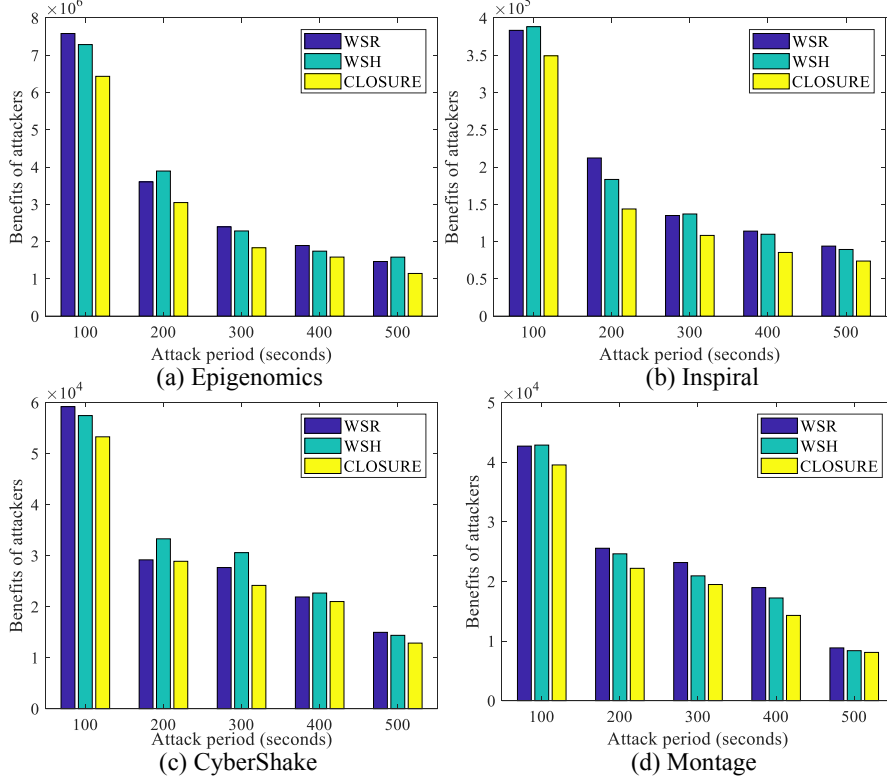 ×10⁶
8
7
6
5
4
3
2
1
0
Benefits of attackers
WSR
WSH
CLOSURE
100 200 300 400 500
Attack period (seconds)
(a) Epigenomics
×10⁵
4
3.5
3
2.5
2
1.5
1
0.5
0
Benefits of attackers
WSR
WSH
CLOSURE
100 200 300 400 500
Attack period (seconds)
(b) Inspiral
×10⁴
6
5
4
3
2
1
0
Benefits of attackers
WSR
WSH
CLOSURE
100 200 300 400 500
Attack period (seconds)
(c) CyberShake
×10⁴
5
4
3
2
1
0
Benefits of attackers
WSR
WSH
CLOSURE
100 200 300 400 500
Attack period (seconds)
(d) Montage